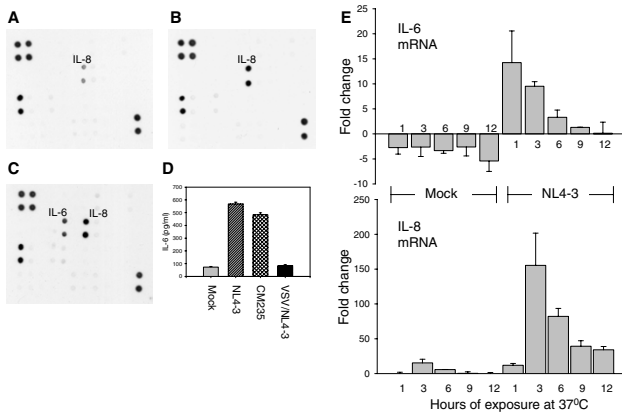 A
IL-8
B
IL-8
C
IL-6 IL-8
D
IL-6 (pg/ml)
700
600
500
400
300
200
100
0
Mock
NL4-3
CM235
VSV/NL4-3
E
IL-6
mRNA
Fold change
25
20
15
10
5
0
-5
-10
1 3 6 9 12
1 3 6 9 12
Mock NL4-3
IL-8
mRNA
Fold change
250
200
150
100
50
0
1 3 6 9 12 1 3 6 9 12
Hours of exposure at 37⁰C